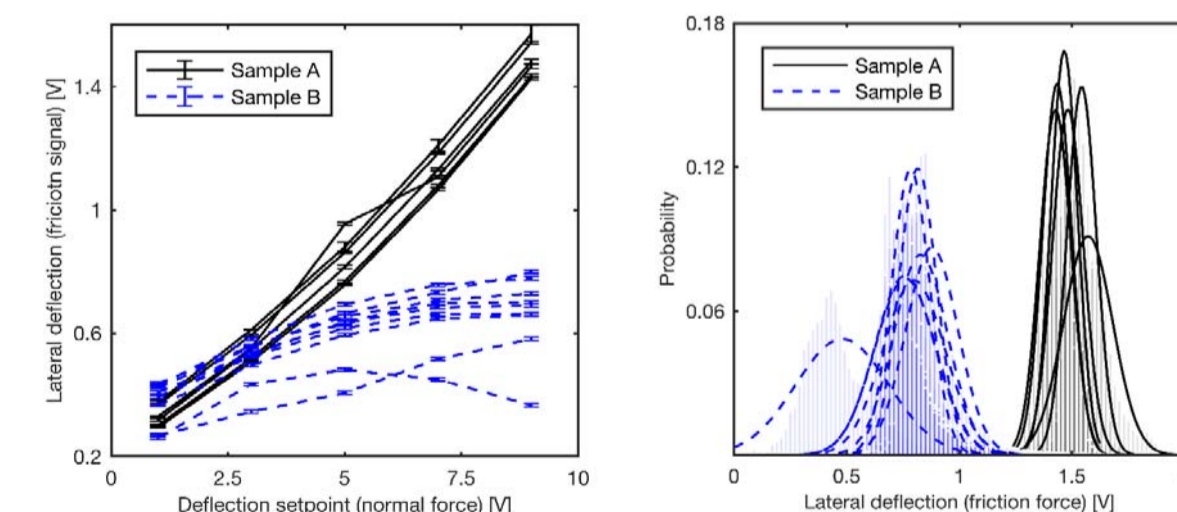 Lateral deflection (friciotn signal) [V]
1.4
1
0.6
0.2
Sample A
Sample B
0
2.5
5
7.5
10
Deflection setpoint (normal force) [V]
Probability
0.18
0.12
0.06
Sample A
Sample B
0
0.5
1
1.5
Lateral deflection (friction force) [V]